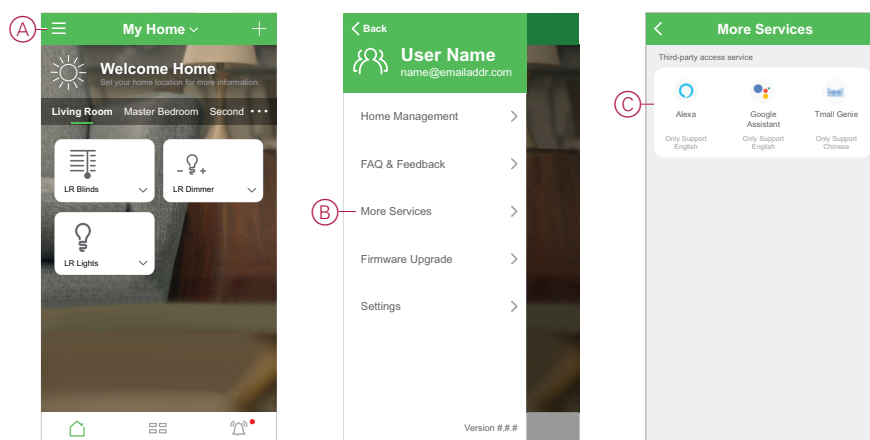 A
My Home
Welcome Home
Set your home location for more information.
Living Room Master Bedroom Second
LR Blinds
LR Dimmer
LR Lights
Back
User Name
name@emailaddr.com
Home Management
FAQ & Feedback
B
More Services
Firmware Upgrade
Settings
Version #.#.#
More Services
Third-party access service
C
Alexa
Google
Assistant
Tmall Genie
Only Support
English
Only Support
English
Only Support
Chinese